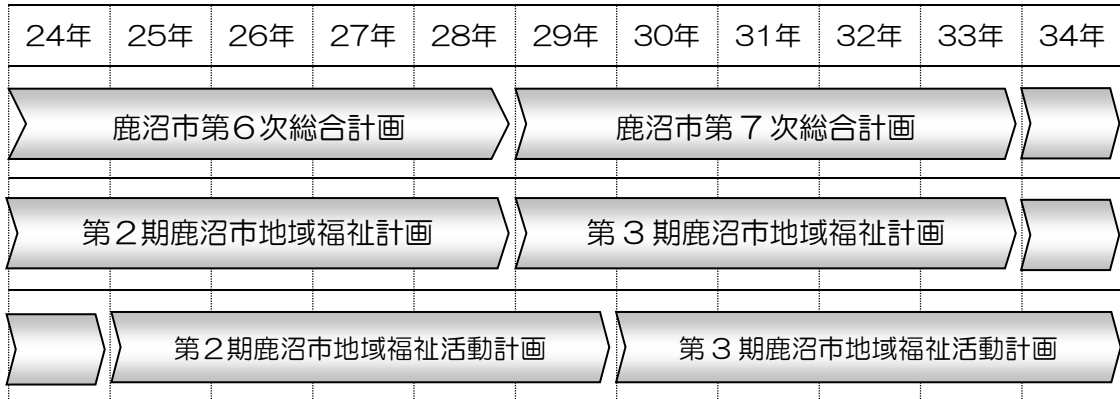 24年 25年 26年 27年 28年 29年 30年 31年 32年 33年 34年
鹿沼市第6次総合計画 鹿沼市第7次総合計画
第2期鹿沼市地域福祉計画 第3期鹿沼市地域福祉計画
第2期鹿沼市地域福祉活動計画 第3期鹿沼市地域福祉活動計画